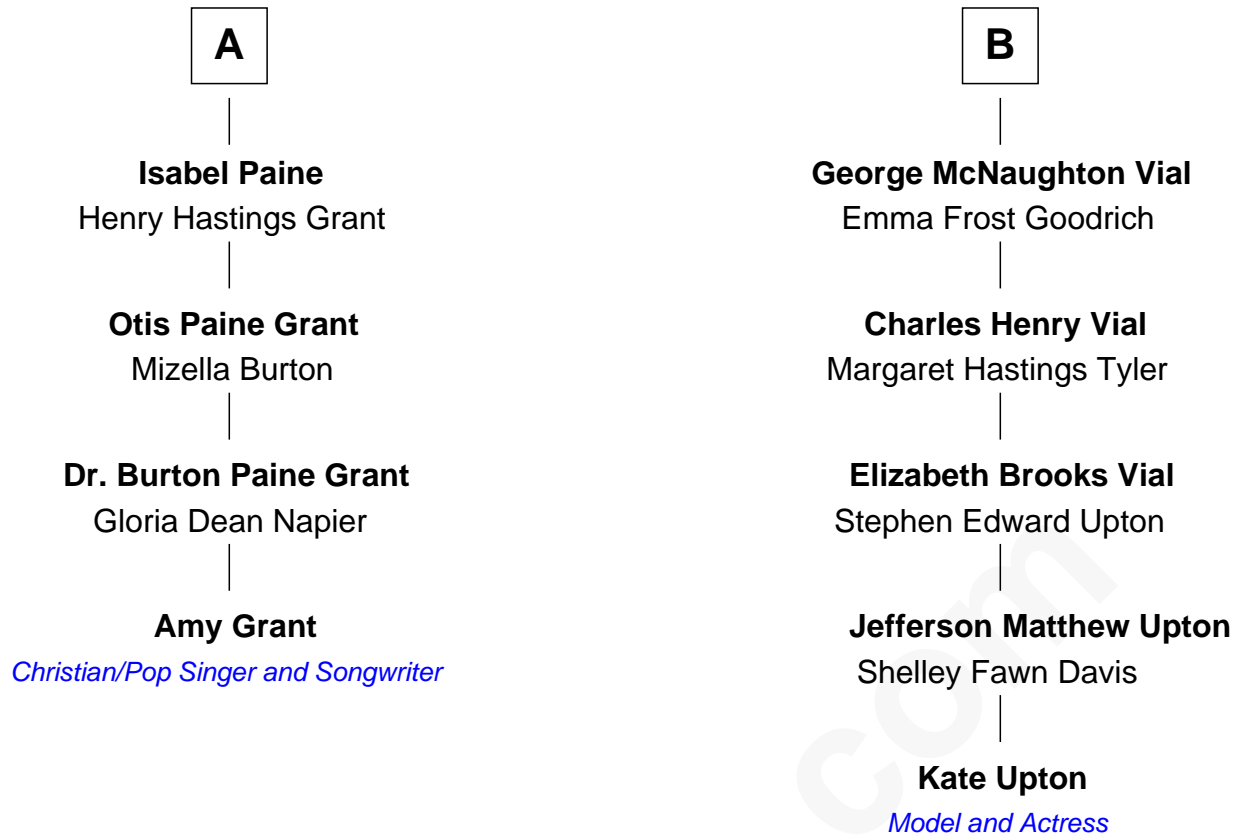 A
Isabel Paine
Henry Hastings Grant
Otis Paine Grant
Mizella Burton
Dr. Burton Paine Grant
Gloria Dean Napier
Amy Grant
Christian/Pop Singer and Songwriter
B
George McNaughton Vial
Emma Frost Goodrich
Charles Henry Vial
Margaret Hastings Tyler
Elizabeth Brooks Vial
Stephen Edward Upton
Jefferson Matthew Upton
Shelley Fawn Davis
Kate Upton
Model and Actress
com